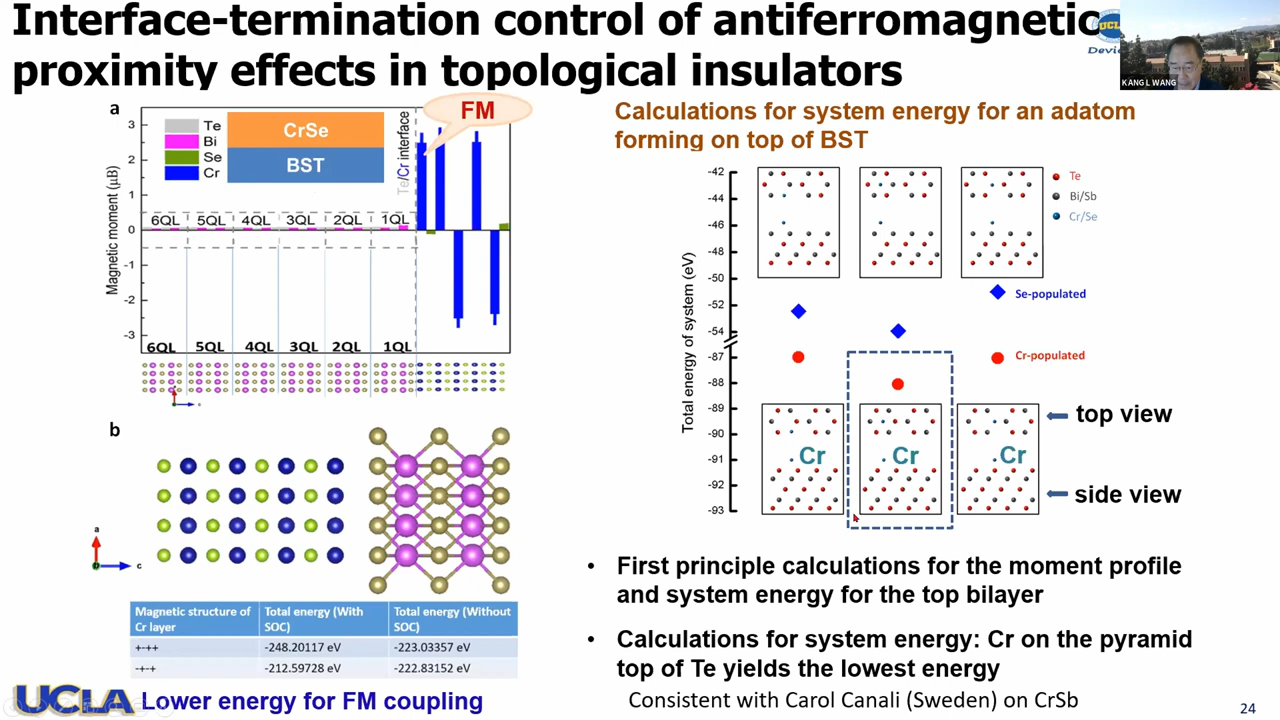 Interface-termination control of antiferromagnetic
proximity effects in topological insulators
UCLA
Devic
KANG L WANG
a
Magnetic moment (μB)
3
2
1
0
-1
-2
-3
Te
Bi
Se
Cr
CrSe
BST
Te/Cr interface
FM
6QL 5QL 4QL 3QL 2QL 1QL
6QL 5QL 4QL 3QL 2QL 1QL
b
a
c
Magnetic structure of Cr layer
Total energy (With SOC)
Total energy (Without SOC)
+-++ -248.20117 eV -223.03357 eV
-+-+ -212.59728 eV -222.83152 eV
UCLA
Lower energy for FM coupling
Calculations for system energy for an adatom
forming on top of BST
Total energy of system (eV)
-42
-44
-46
-48
-50
-52
-54
-87
-88
-89
-90
-91
-92
-93
Te
Bi/Sb
Cr/Se
Se-populated
Cr-populated
Cr Cr Cr
top view
side view
• First principle calculations for the moment profile
and system energy for the top bilayer
• Calculations for system energy: Cr on the pyramid
top of Te yields the lowest energy
Consistent with Carol Canali (Sweden) on CrSb
24